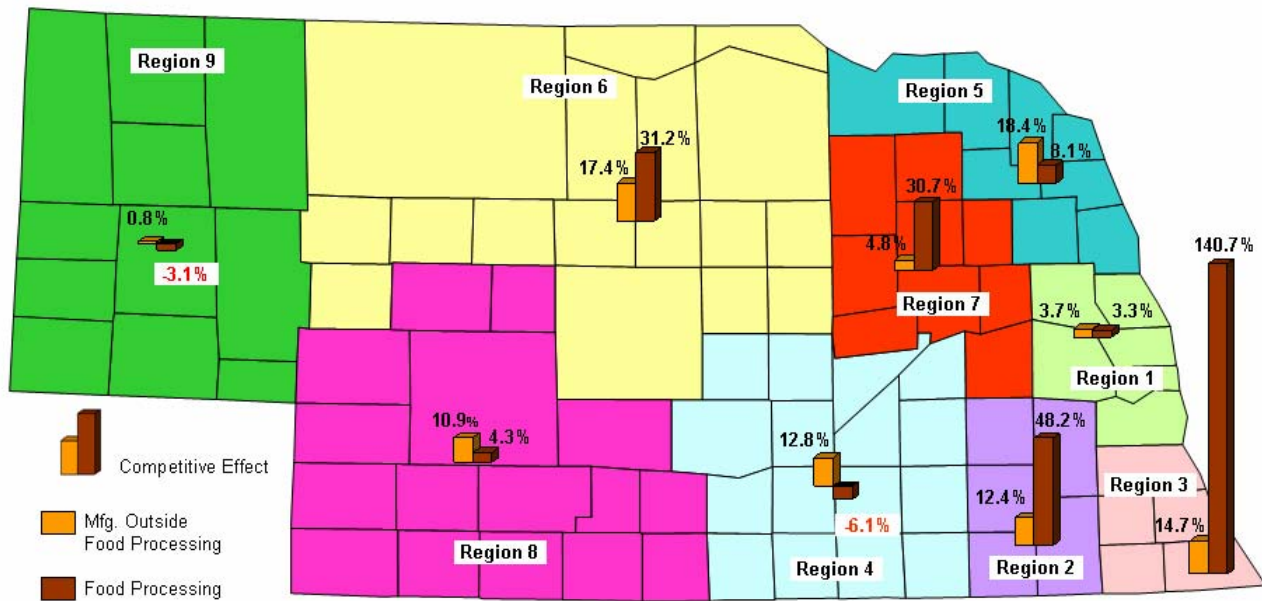 Region 9
Region 6
Region 5
18.4%
8.1%
31.2%
17.4%
30.7%
4.8%
0.8%
-3.1%
140.7%
Region 7
3.7%
3.3%
Region 1
10.9%
4.3%
48.2%
12.8%
12.4%
-6.1%
Region 3
14.7%
Region 8
Region 4
Region 2
Competitive Effect
Mfg. Outside
Food Processing
Food Processing